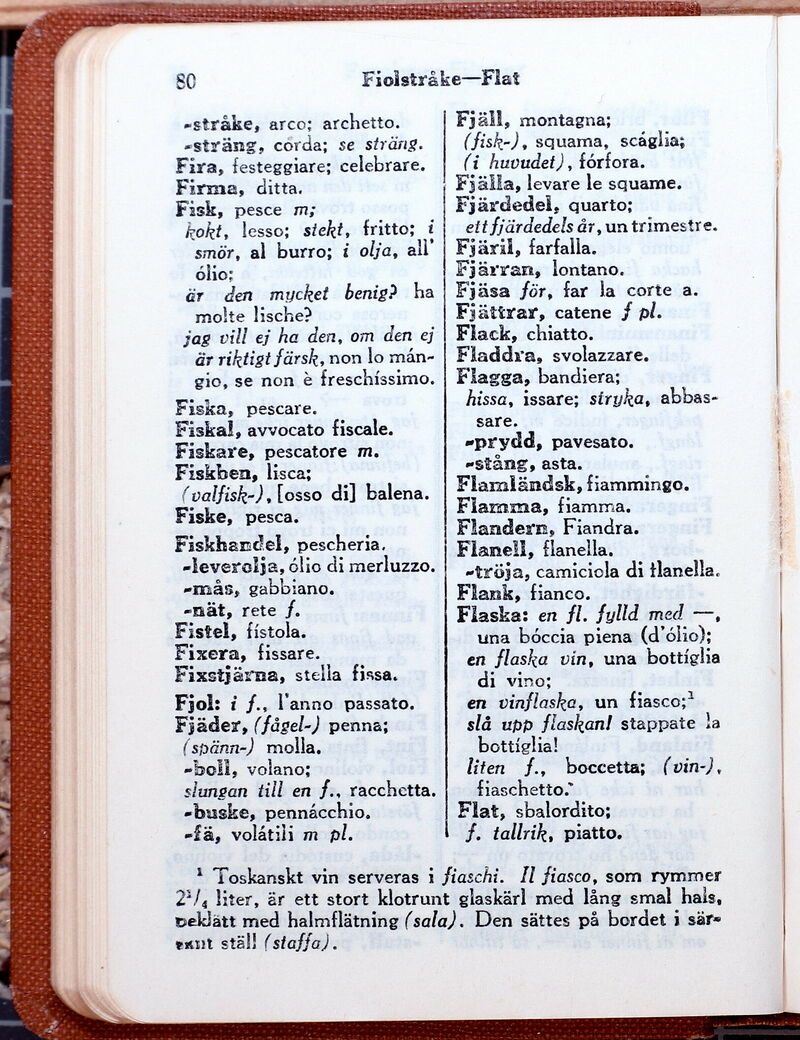 80
Fiolstråke—Flat
-stråke, arco; archetto.
-sträng, córda; se sträng.
Fira, festeggiare; celebrare.
Firma, ditta.
Fisk, pesce m;
kokt, lesso; stekt, fritto; i
smör, al burro; i olja, all'
ólio;
är den mycket benig? ha
molte lische?
jag vill ej ha den, om den ej
är riktigt färsk, non lo mán-
gio, se non è freschíssimo.
Fiska, pescare.
Fiskal, avvocato fiscale.
Fiskare, pescatore m.
Fiskben, lisca;
(valfisk-), [osso di] balena.
Fiske, pesca.
Fiskhandel, pescheria.
-leverolja, ólio di merluzzo.
-mås, gabbiano.
-nät, rete f.
Fistel, fístola.
Fixera, fissare.
Fixstjärna, stella fissa.
Fjol: i f., l'anno passato.
Fjäder, (fågel-) penna;
(spänn-) molla.
-boll, volano;
slungan till en f., racchetta.
-buske, pennácchio.
-fä, volátili m pl.
Fjäll, montagna;
(fisk-), squama, scáglia;
(i huvudet), fórfora.
Fjälla, levare le squame.
Fjärdedel, quarto;
ett fjärdedels år, un trimestre.
Fjäril, farfalla.
Fjärran, lontano.
Fjäsa för, far la corte a.
Fjättrar, catene f pl.
Flack, chiatto.
Fladdra, svolazzare.
Flagga, bandiera;
hissa, issare; stryka, abbas-
sare.
-prydd, pavesato.
-stång, asta.
Flamländsk, fiammingo.
Flamma, fiamma.
Flandern, Fiandra.
Flanell, flanella.
-tröja, camiciola di flanella.
Flank, fianco.
Flaska: en fl. fylld med —,
una bóccia piena (d'ólio);
en flaska vin, una bottíglia
di vino;
en vinflaska, un fiasco;¹
slå upp flaskan! stappate la
bottiglia!
liten f., boccetta; (vin-),
fiaschetto.
Flat, sbalordito;
f. tallrik, piatto.
¹ Toskanskt vin serveras i fiaschi. Il fiasco, som rymmer
2¹/₄ liter, är ett stort klotrunt glaskärl med lång smal hals,
beklätt med halmflätning (sala). Den sättes på bordet i sär-
skilt ställ (staffa).